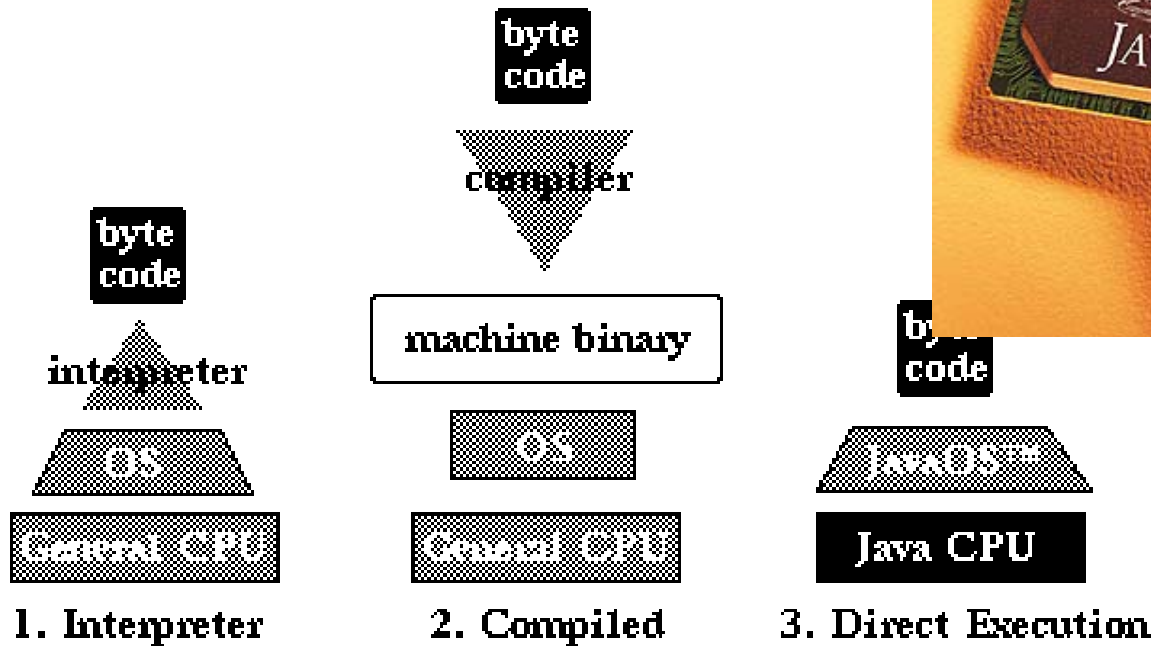 byte
code
compiler
byte
code
interpreter
OS
General CPU
1. Interpreter
machine binary
OS
General CPU
2. Compiled
code
JavaOS™
Java CPU
3. Direct Execution